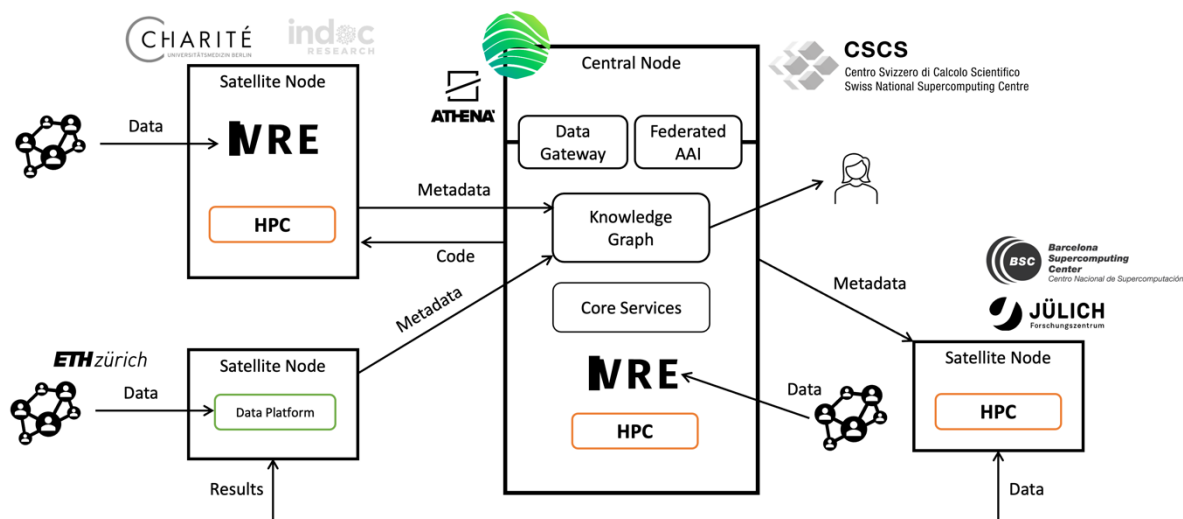 CHARITÉ
UNIVERSITÄTSMEDIZIN BERLIN
indoc
RESEARCH
Satellite Node
Data
VRE
HPC
ATHENA
Central Node
Data
Gateway
Federated
AAI
CSCS
Centro Svizzero di Calcolo Scientifico
Swiss National Supercomputing Centre
Metadata
Knowledge
Graph
Code
Metadata
Core Services
VRE
HPC
Data
Metadata
BSC
Barcelona
Supercomputing
Center
Centro Nacional de Supercomputación
JÜLICH
Forschungszentrum
Satellite Node
HPC
Data
ETH zürich
Satellite Node
Data
Data Platform
Results